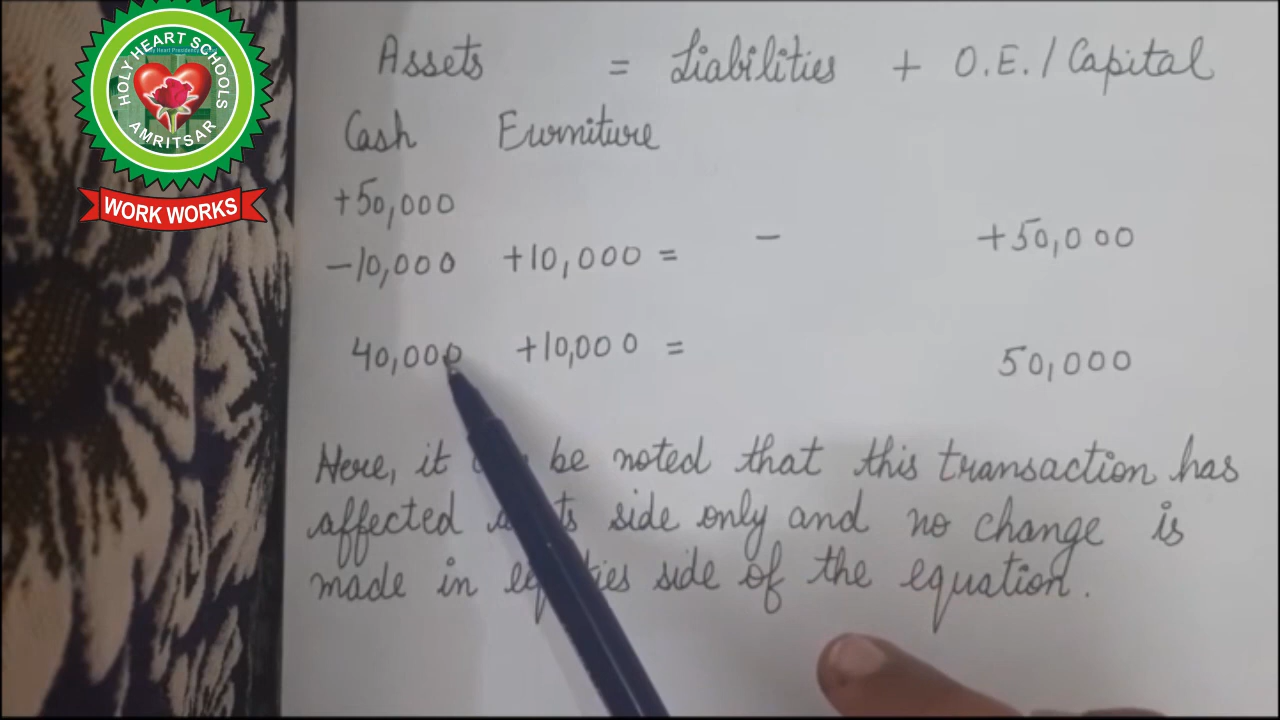 HOLY HEART SCHOOLS
AMRITSAR
WORK WORKS
Assets = Liabilities + O.E./Capital
Cash Furniture
+50,000
-10,000 +10,000 = - +50,000
40,000 +10,000 = 50,000
Here, it be noted that this transaction has
affected side only and no change is
made in side of the equation.